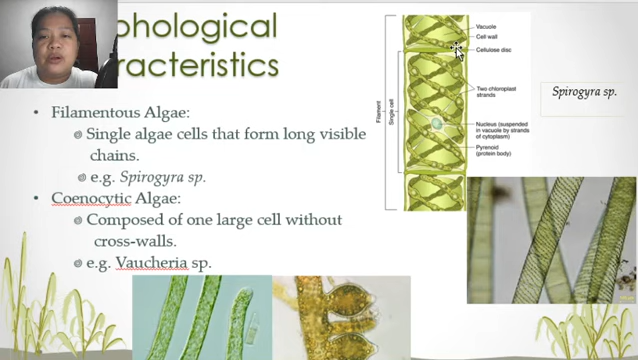 phological
racteristics
Filamentous Algae:
Single algae cells that form long visible
chains.
e.g. Spirogyra sp.
Coenocytic Algae:
Composed of one large cell without
cross-walls.
e.g. Vaucheria sp.
Filament
Single cell
Vacuole
Cell wall
Cellulose disc
Two chloroplast
strands
Nucleus (suspended
in vacuole by strands
of cytoplasm)
Pyrenoid
(protein body)
Spirogyra sp.